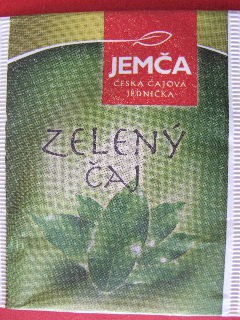 JEMČA
ČESKÁ ČAJOVÁ
JEDNIČKA
ZELENÝ
ČAJ